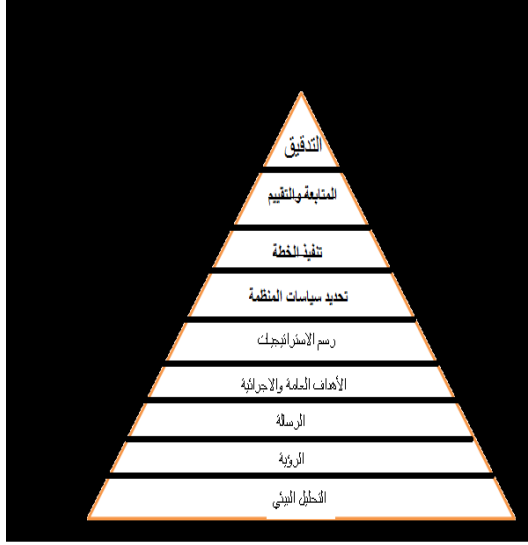 التدقيق
المتابعة والتقييم
تنفيذ الخطة
تحديد سياسات المنظمة
رسم الاستراتيجيات
الأهداف العامة والاجرائية
الرسالة
الرؤية
التحليل البيئي